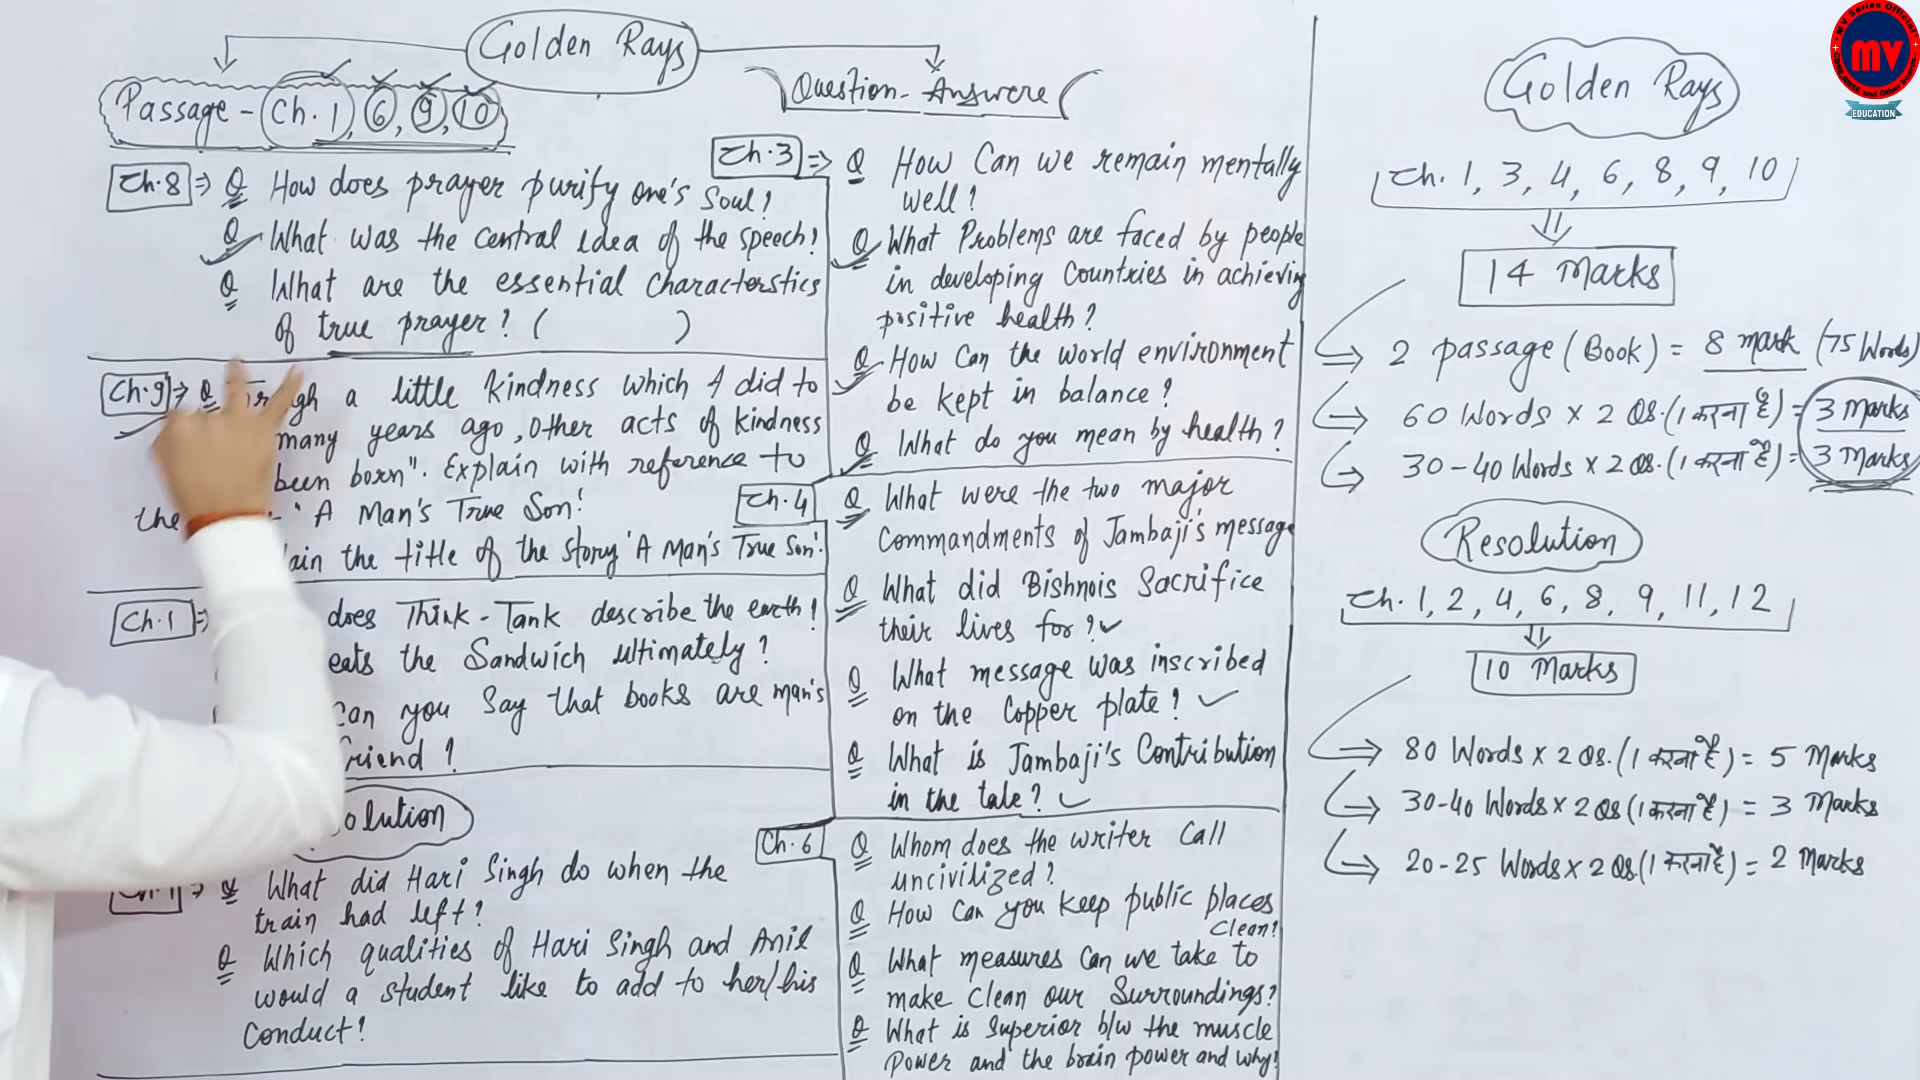 Golden Rays
Passage - Ch. 1, 6, 9, 10
Ch. 8 ⇒ Q How does prayer purify one's soul?
Q What was the central idea of the speech?
Q What are the essential characterstics
of true prayer? ( )
Ch. 9 ⇒ Q a little kindness which I did to
many years ago, other acts of kindness
been born". Explain with reference to
the "A Man's True Son!
the title of the story 'A Man's True Son'.
Ch. 1 ⇒ does Think-Tank describe the earth?
eats the Sandwich ultimately?
can you say that books are man's
friend?
Q What did Hari Singh do when the
train had left?
Q Which qualities of Hari Singh and Anil
would a student like to add to her/his
conduct?
Question-Answere
Ch. 3 ⇒ Q How can we remain mentally
well?
Q What Problems are faced by people
in developing countries in achieving
positive health?
Q How can the world environment
be kept in balance?
Q What do you mean by health?
Ch. 4 Q What were the two major
commandments of Jambaji's message
Q What did Bishnois sacrifice
their lives for?
Q What message was inscribed
on the copper plate?
Q What is Jambaji's contribution
in the tale?
Ch. 6 Q Whom does the writer call
uncivilized?
Q How can you keep public places
clean?
Q What measures can we take to
make clean our surroundings?
Q What is superior b/w the muscle
power and the brain power and why?
Golden Rays
Ch. 1, 3, 4, 6, 8, 9, 10
14 Marks
2 passage (Book) = 8 mark (75 Words)
60 Words × 2 Qs. (1 करना है) = 3 Marks
30-40 Words × 2 Qs. (1 करना है) = 3 Marks
Resolution
Ch. 1, 2, 4, 6, 8, 9, 11, 12
10 Marks
80 Words × 2 Qs. (1 करना है) = 5 Marks
30-40 Words × 2 Qs (1 करना है) = 3 Marks
20-25 Words × 2 Qs. (1 करना है) = 2 Marks
MV Series Official
MV
EDUCATION